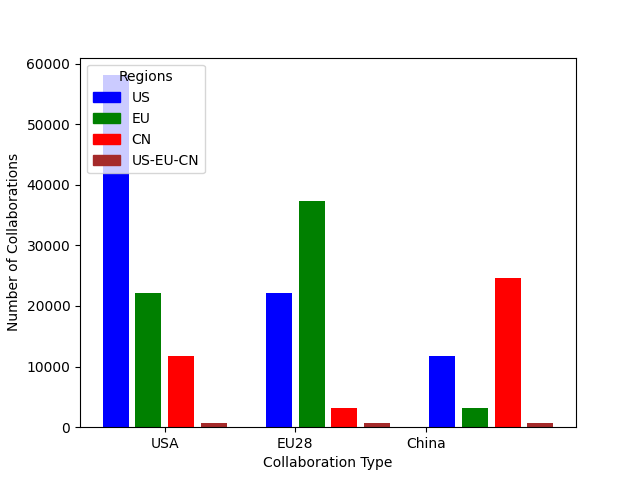 Regions
US
EU
CN
US-EU-CN
60000
50000
40000
30000
20000
10000
0
Number of Collaborations
USA EU28 China
Collaboration Type